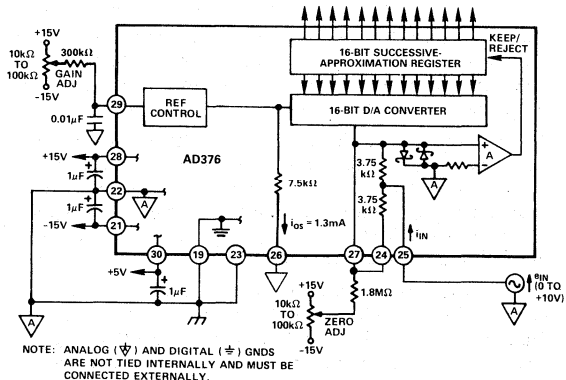 +15V
10kΩ
TO
100kΩ
-15V
300kΩ
GAIN
ADJ
0.01µF
29
REF
CONTROL
16-BIT SUCCESSIVE-
APPROXIMATION REGISTER
16-BIT D/A CONVERTER
KEEP/
REJECT
+15V
28
AD376
1µF
22
A
1µF
-15V
21
7.5kΩ
iOS = 1.3mA
3.75
kΩ
3.75
kΩ
+
−
A
A
iIN
30
19
23
26
27
24
25
+5V
1µF
A
+15V
10kΩ
TO
100kΩ
-15V
1.8MΩ
ZERO
ADJ
eIN
(0 TO
+10V)
A
NOTE: ANALOG (A) AND DIGITAL (⏚) GNDS
ARE NOT TIED INTERNALLY AND MUST BE
CONNECTED EXTERNALLY.